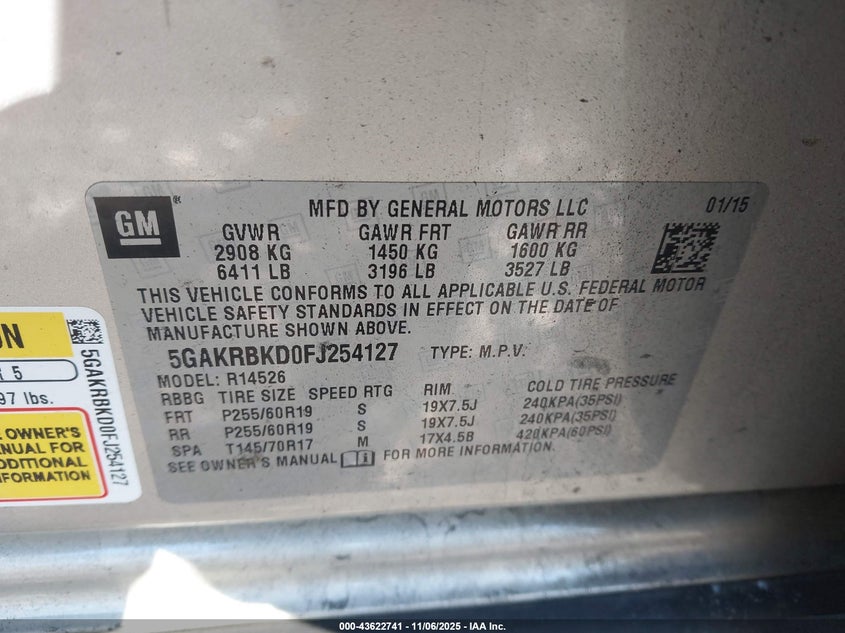 GM
®
MFD BY GENERAL MOTORS LLC 01/15
GVWR GAWR FRT GAWR RR
2908 KG 1450 KG 1600 KG
6411 LB 3196 LB 3527 LB
THIS VEHICLE CONFORMS TO ALL APPLICABLE U.S. FEDERAL MOTOR
VEHICLE SAFETY STANDARDS IN EFFECT ON THE DATE OF
MANUFACTURE SHOWN ABOVE.
5GAKRBKD0FJ254127 TYPE: M.P.V.
MODEL: R14526
RBBG TIRE SIZE SPEED RTG RIM COLD TIRE PRESSURE
FRT P255/60R19 S 19X7.5J 240KPA(35PSI)
RR P255/60R19 S 19X7.5J 240KPA(35PSI)
SPA T145/70R17 M 17X4.5B 420KPA(60PSI)
SEE OWNER'S MANUAL FOR MORE INFORMATION.
ON
5
97 lbs.
OWNER'S
MANUAL FOR
ADDITIONAL
INFORMATION
5GAKRBKD0FJ254127
000-43622741 - 11/06/2025 - IAA Inc.